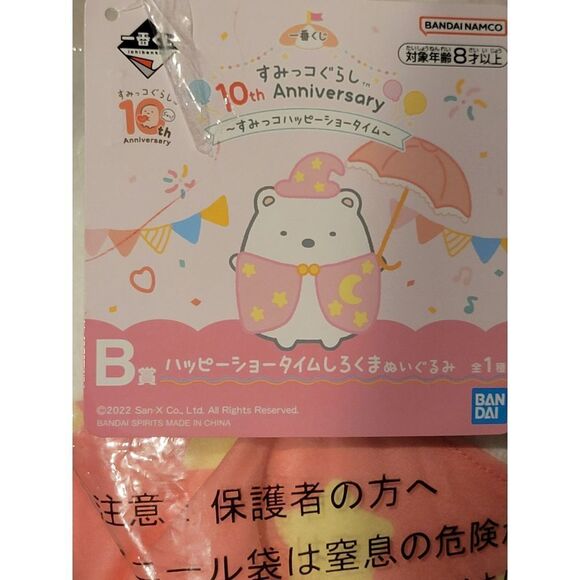 一番くじ
ichibankuji
すみっコぐらし
10th
Anniversary
一番くじ
すみっコぐらし™
10th Anniversary
～すみっコハッピーショータイム～
BANDAI NAMCO
たいしょうねんれい さい いじょう
対象年齢8才以上
B賞 ハッピーショータイムしろくまぬいぐるみ 全1種
©2022 San-X Co., Ltd. All Rights Reserved.
BANDAI SPIRITS MADE IN CHINA
BAN
DAI
注意:保護者の方へ
ニール袋は窒息の危険